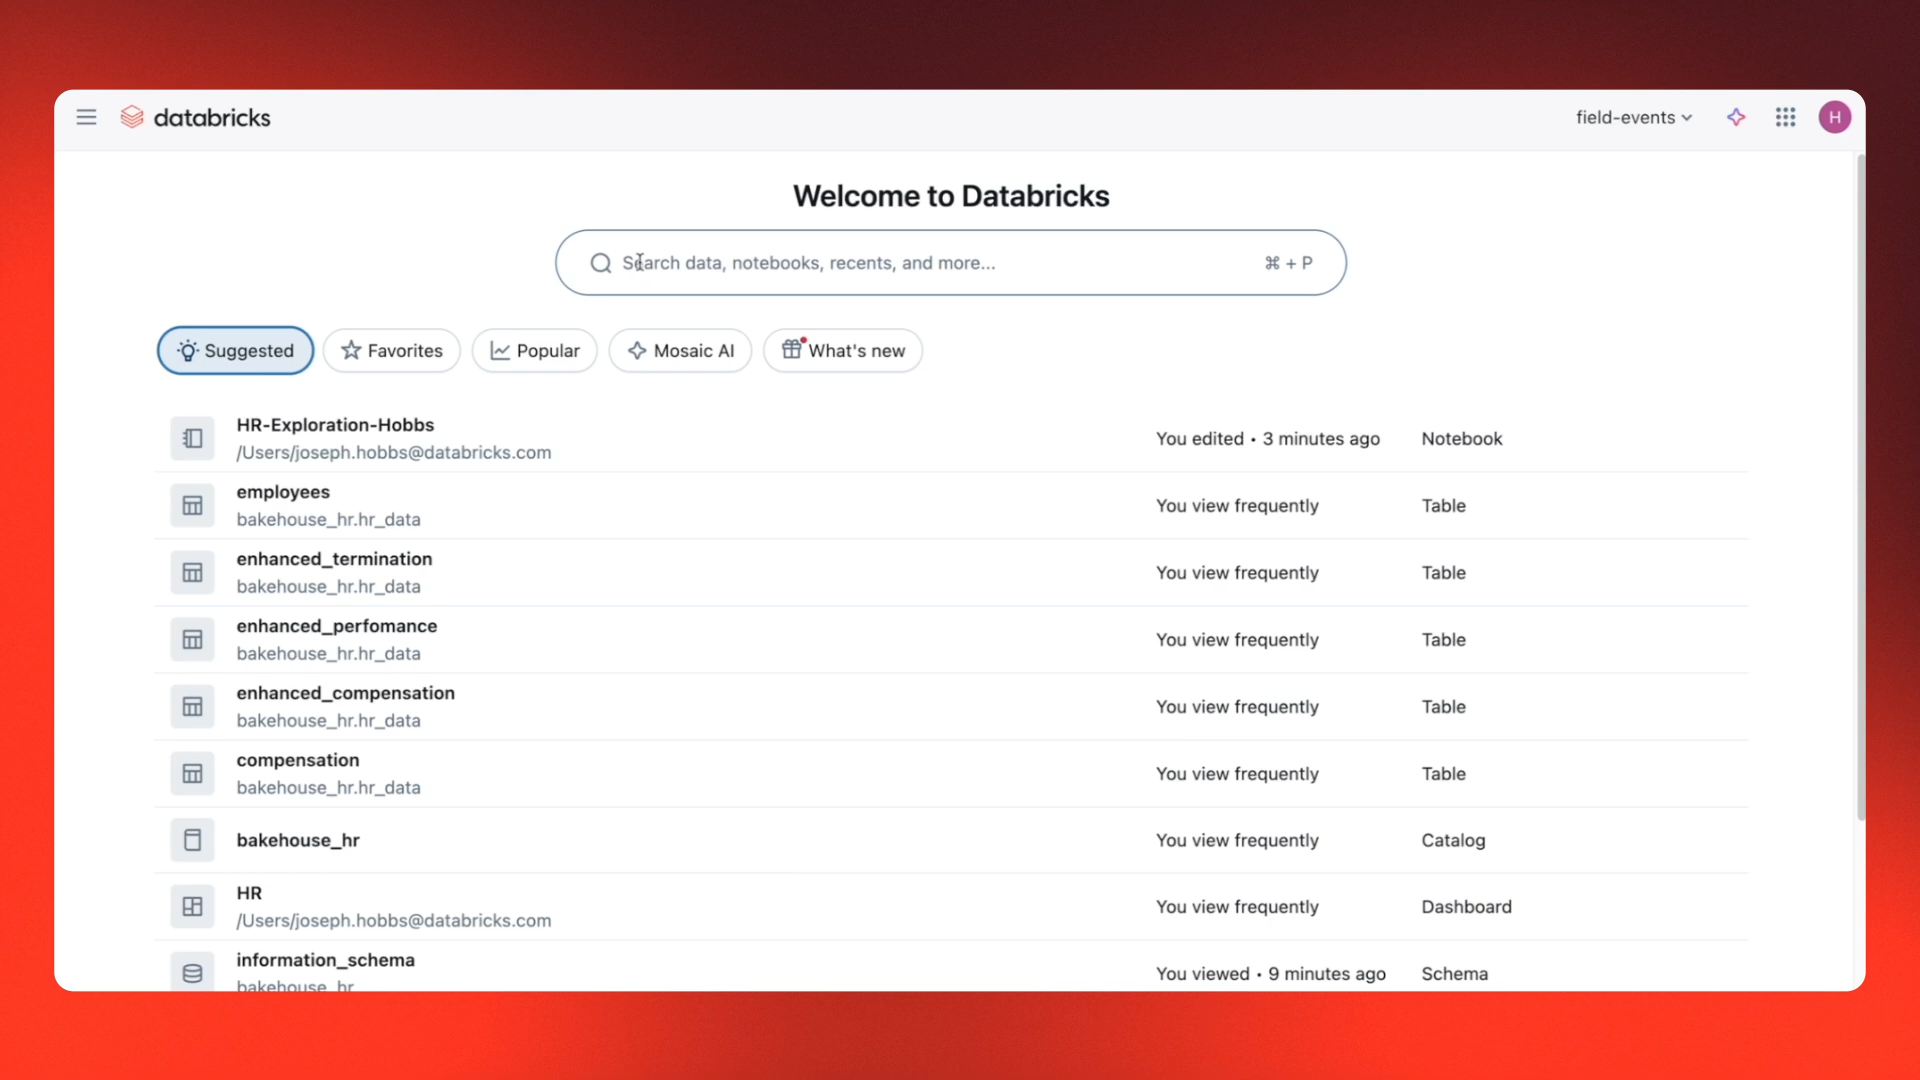 databricks
field-events
H
Welcome to Databricks
Search data, notebooks, recents, and more...
⌘ + P
Suggested
Favorites
Popular
Mosaic AI
What's new
HR-Exploration-Hobbs
/Users/joseph.hobbs@databricks.com
You edited • 3 minutes ago
Notebook
employees
bakehouse_hr.hr_data
You view frequently
Table
enhanced_termination
bakehouse_hr.hr_data
You view frequently
Table
enhanced_perfomance
bakehouse_hr.hr_data
You view frequently
Table
enhanced_compensation
bakehouse_hr.hr_data
You view frequently
Table
compensation
bakehouse_hr.hr_data
You view frequently
Table
bakehouse_hr
You view frequently
Catalog
HR
/Users/joseph.hobbs@databricks.com
You view frequently
Dashboard
information_schema
bakehouse_hr
You viewed • 9 minutes ago
Schema